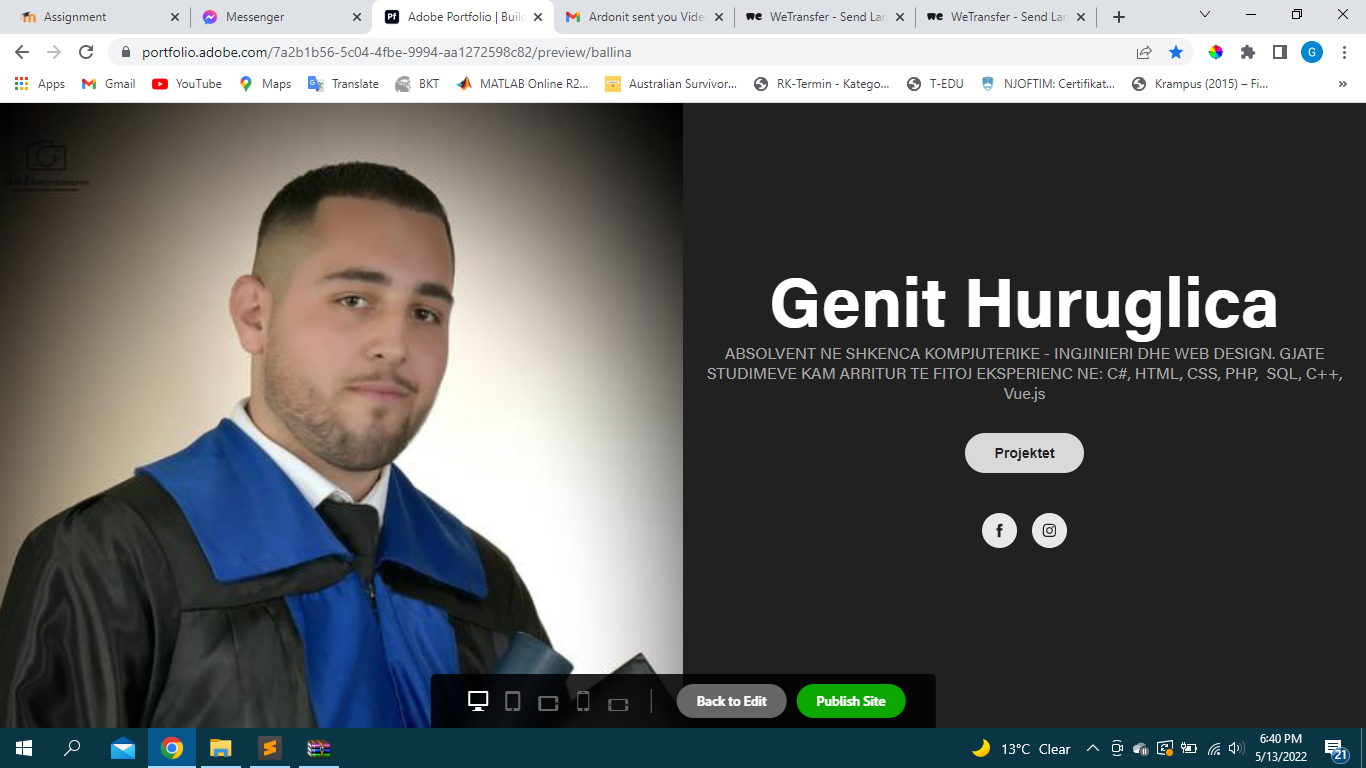 Assignment
Messenger
Adobe Portfolio | Buil
Ardonit sent you Vide
WeTransfer - Send Lar
WeTransfer - Send Lar
portfolio.adobe.com/7a2b1b56-5c04-4fbe-9994-aa1272598c82/preview/ballina
G
Apps
Gmail
YouTube
Maps
Translate
BKT
MATLAB Online R2...
Australian Survivor...
RK-Termin - Katego...
T-EDU
NJOFTIM: Certifikat...
Krampus (2015) – Fi...
»
Genit Huruglica
ABSOLVENT NE SHKENCA KOMPJUTERIKE - INGJINIERI DHE WEB DESIGN. GJATE
STUDIMEVE KAM ARRITUR TE FITOJ EKSPERIENC NE: C#, HTML, CSS, PHP,  SQL, C++,
Vue.js
Projektet
Back to Edit
Publish Site
13°C Clear
6:40 PM
5/13/2022
21